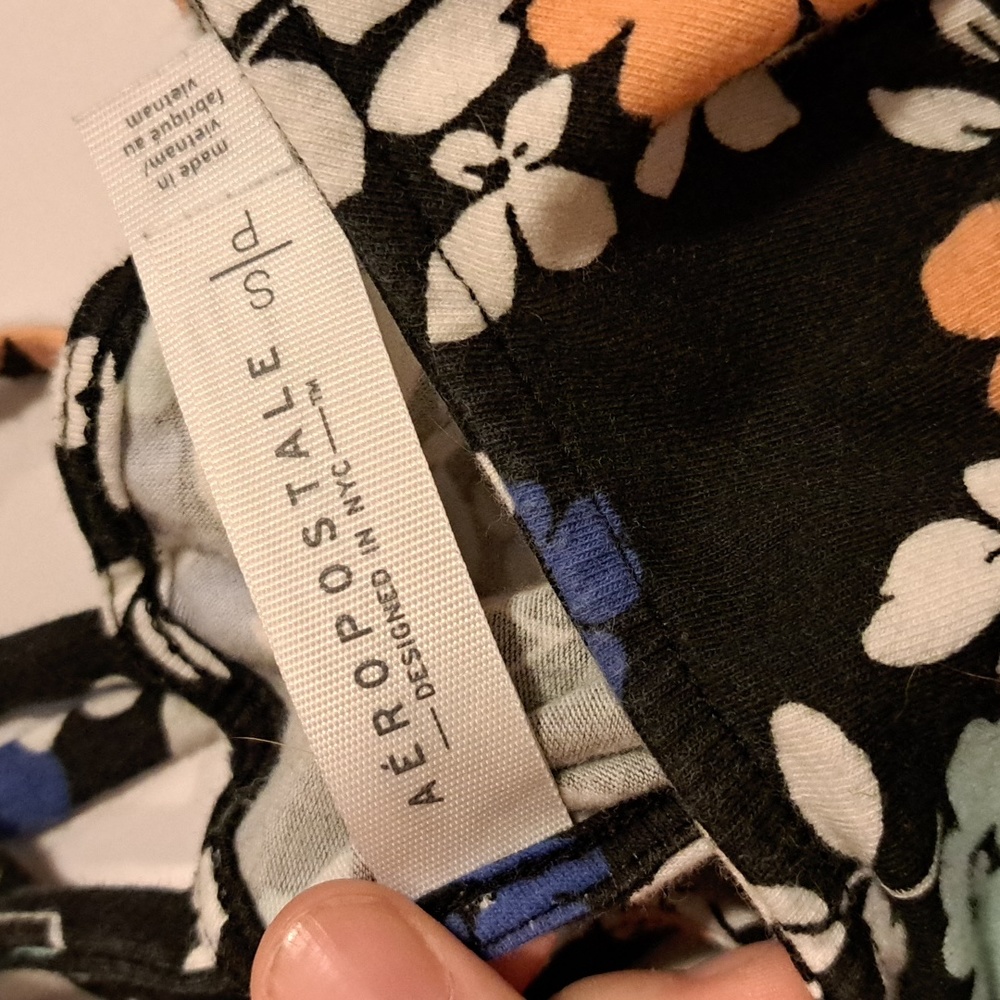 AÉROPOSTALE S|P
— DESIGNED IN NYC — TM
made in
vietnam/
fabriqué au
vietnam